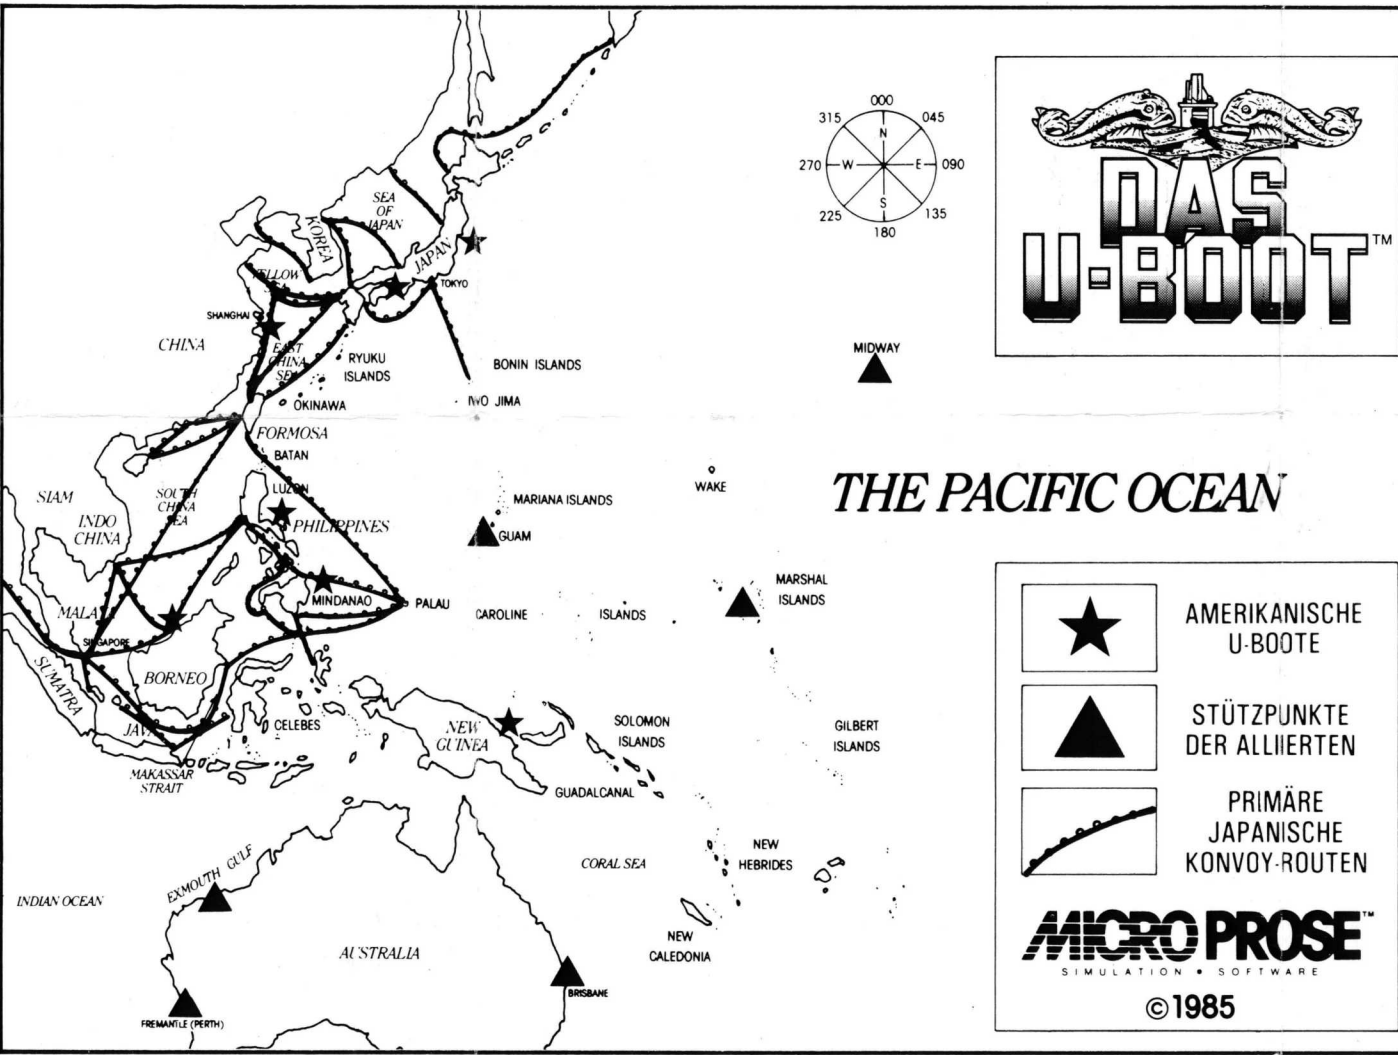 000
315
045
N
270
W
E
090
S
225
135
180
DAS
U-BOOT™
SEA
OF
JAPAN
KOREA
JAPAN
TOKYO
YELLOW
SHANGHAI
CHINA
EAST
CHINA
SEA
RYUKU
ISLANDS
BONIN ISLANDS
OKINAWA
IWO JIMA
MIDWAY
FORMOSA
BATAN
THE PACIFIC OCEAN
SIAM
INDO
CHINA
SOUTH
CHINA
SEA
LUZON
PHILIPPINES
MARIANA ISLANDS
GUAM
WAKE
MALAY
SINGAPORE
MINDANAO
PALAU
CAROLINE ISLANDS
MARSHAL
ISLANDS
SUMATRA
BORNEO
JAVA
CELEBES
MAKASSAR
STRAIT
NEW
GUINEA
SOLOMON
ISLANDS
GILBERT
ISLANDS
GUADALCANAL
EXMOUTH GULF
CORAL SEA
NEW
HEBRIDES
INDIAN OCEAN
AUSTRALIA
NEW
CALEDONIA
BRISBANE
FREMANTLE (PERTH)
AMERIKANISCHE
U-BOOTE
STÜTZPUNKTE
DER ALLIIERTEN
PRIMÄRE
JAPANISCHE
KONVOY-ROUTEN
MICROPROSE™
SIMULATION • SOFTWARE
©1985